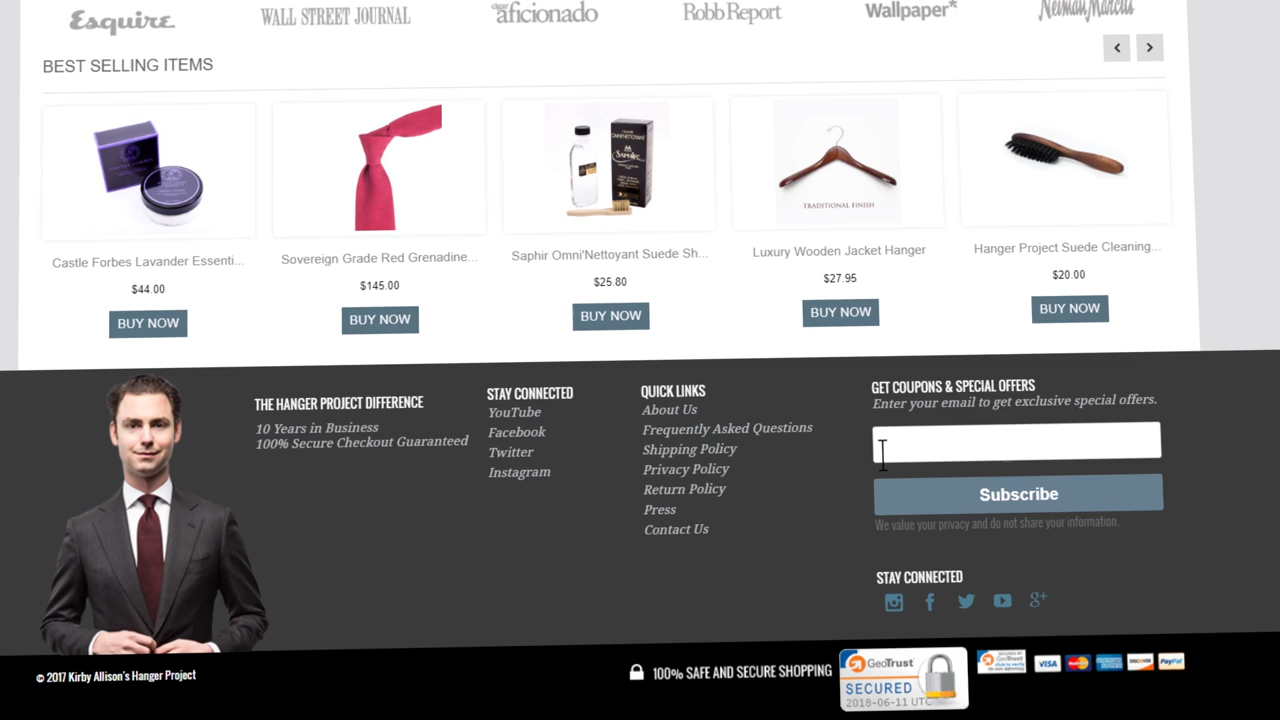 Esquire
WALL STREET JOURNAL
aficionado
Robb Report
Wallpaper*
Neiman Marcus
BEST SELLING ITEMS
TRADITIONAL FINISH
Castle Forbes Lavander Essenti...
Sovereign Grade Red Grenadine...
Saphir Omni'Nettoyant Suede Sh...
Luxury Wooden Jacket Hanger
Hanger Project Suede Cleaning...
$44.00
$145.00
$25.80
$27.95
$20.00
BUY NOW
BUY NOW
BUY NOW
BUY NOW
BUY NOW
THE HANGER PROJECT DIFFERENCE
10 Years in Business
100% Secure Checkout Guaranteed
STAY CONNECTED
YouTube
Facebook
Twitter
Instagram
QUICK LINKS
About Us
Frequently Asked Questions
Shipping Policy
Privacy Policy
Return Policy
Press
Contact Us
GET COUPONS & SPECIAL OFFERS
Enter your email to get exclusive special offers.
Subscribe
We value your privacy and do not share your information.
STAY CONNECTED
g+
© 2017 Kirby Allison's Hanger Project
100% SAFE AND SECURE SHOPPING
GeoTrust
SECURED
2018-06-11 UTC
GeoTrust
VISA
DISCOVER
PayPal